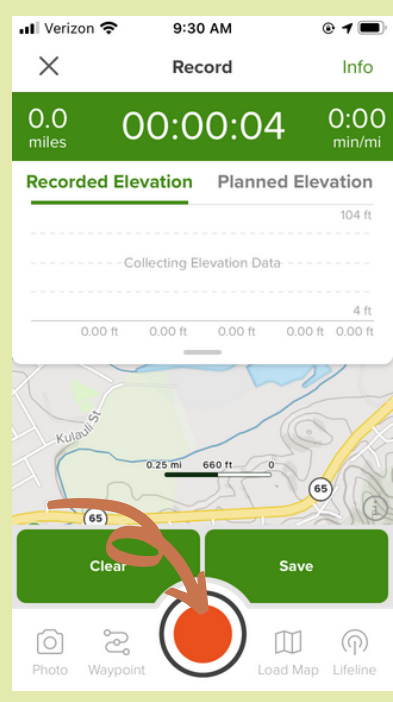 Verizon 9:30 AM
Record Info
0.0 00:00:04 0:00
miles min/mi
Recorded Elevation Planned Elevation
104 ft
Collecting Elevation Data
4 ft
0.00 ft 0.00 ft 0.00 ft 0.00 ft 0.00 ft
Kulauli St
0.25 mi 660 ft 0
65
65
Clear Save
Photo Waypoint Load Map Lifeline